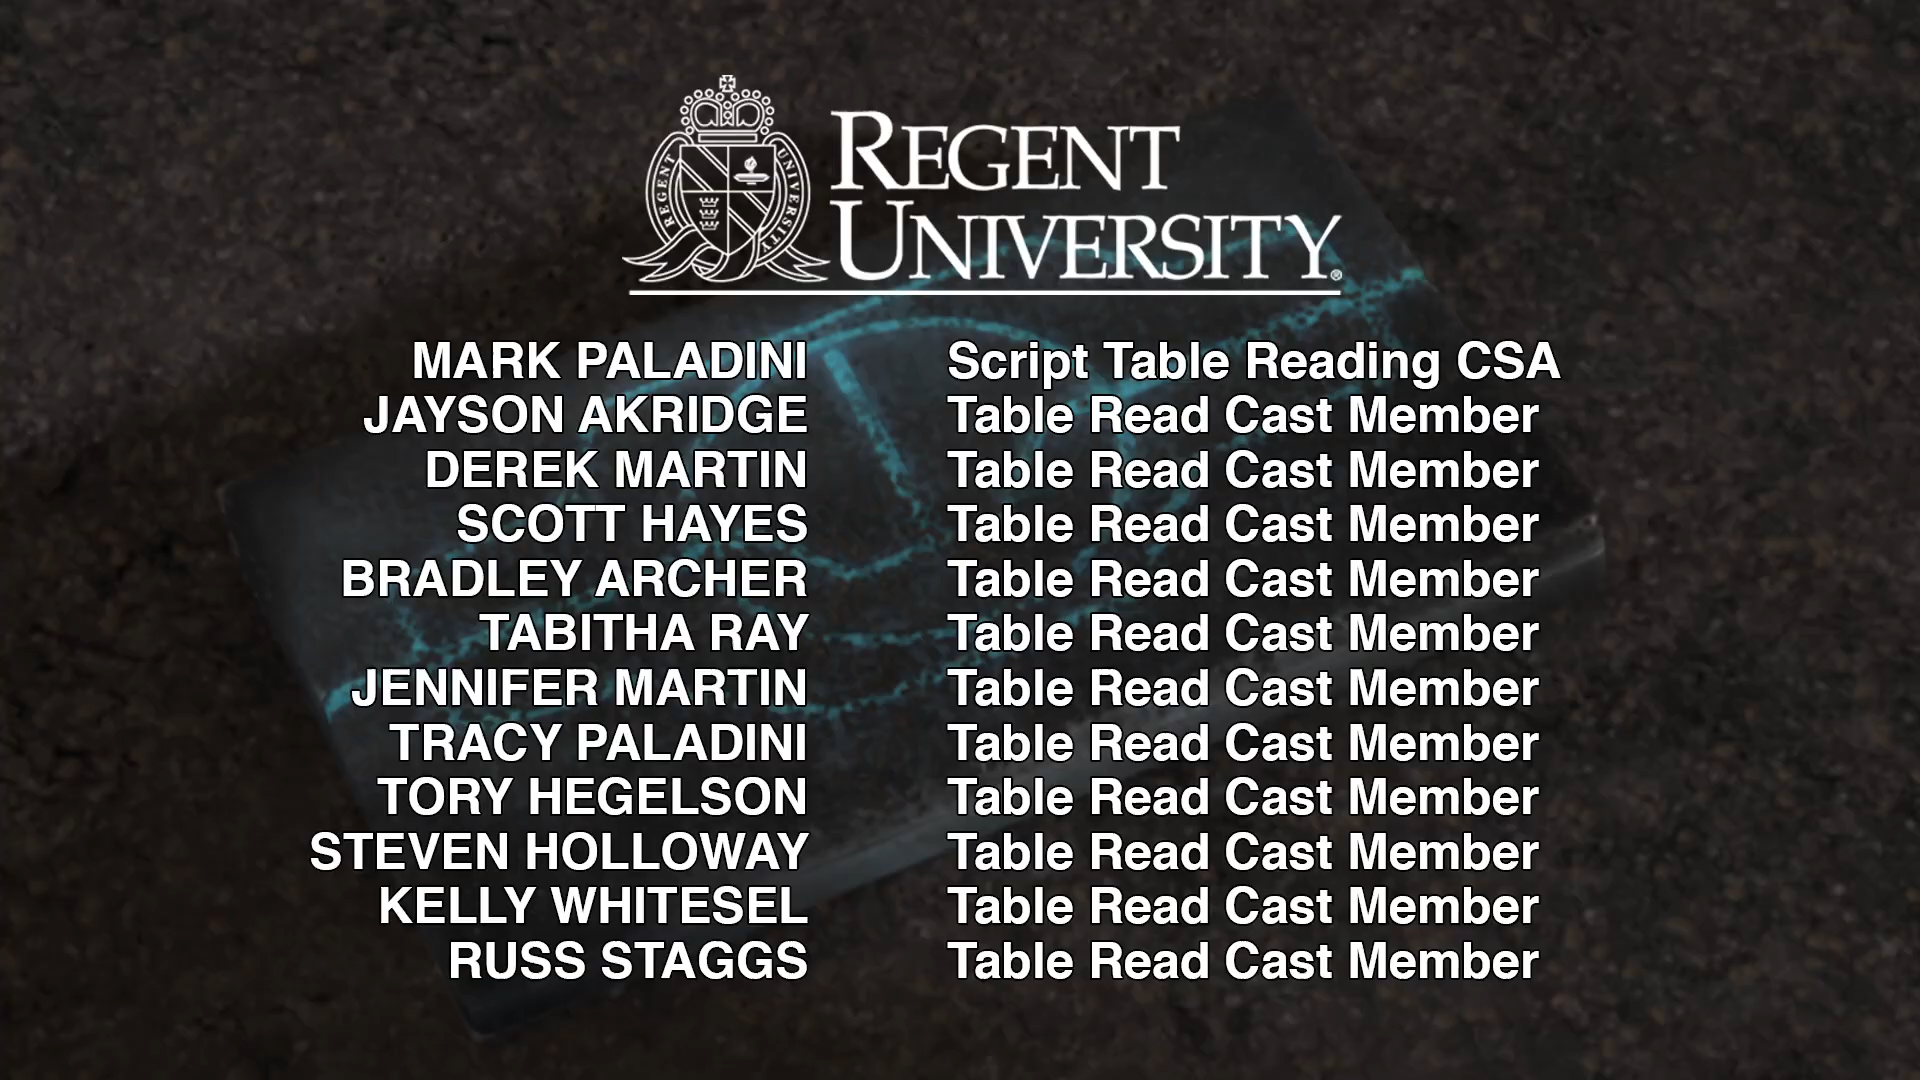 REGENT UNIVERSITY
REGENT
UNIVERSITY®
MARK PALADINI Script Table Reading CSA
JAYSON AKRIDGE Table Read Cast Member
DEREK MARTIN Table Read Cast Member
SCOTT HAYES Table Read Cast Member
BRADLEY ARCHER Table Read Cast Member
TABITHA RAY Table Read Cast Member
JENNIFER MARTIN Table Read Cast Member
TRACY PALADINI Table Read Cast Member
TORY HEGELSON Table Read Cast Member
STEVEN HOLLOWAY Table Read Cast Member
KELLY WHITESEL Table Read Cast Member
RUSS STAGGS Table Read Cast Member